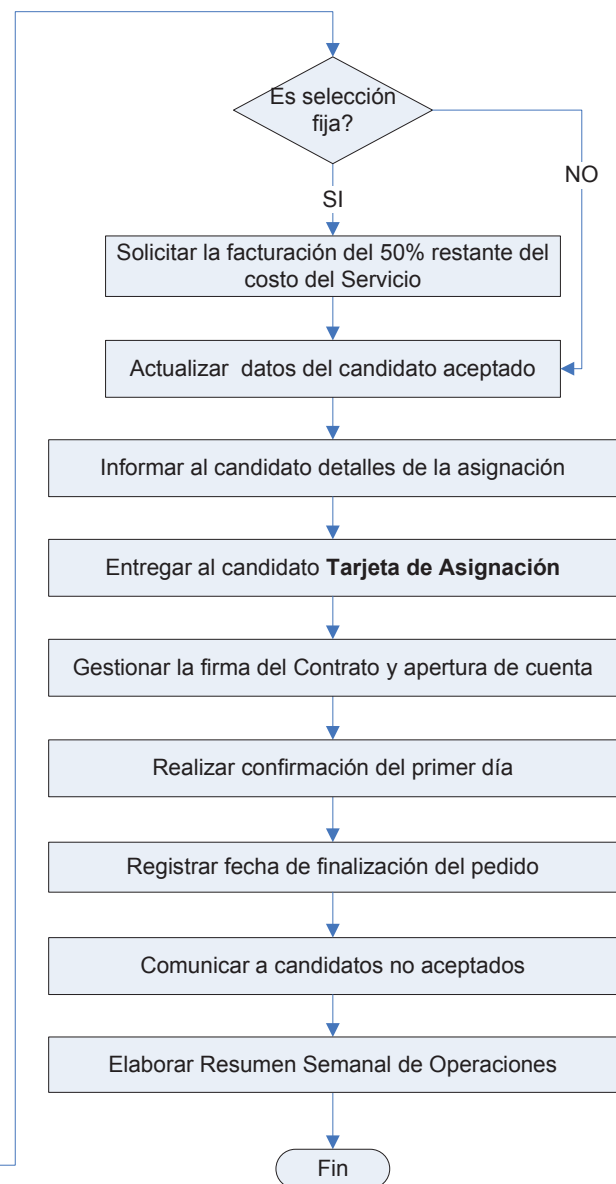 Es selección
fija?
NO
SI
Solicitar la facturación del 50% restante del
costo del Servicio
Actualizar  datos del candidato aceptado
Informar al candidato detalles de la asignación
Entregar al candidato Tarjeta de Asignación
Gestionar la firma del Contrato y apertura de cuenta
Realizar confirmación del primer día
Registrar fecha de finalización del pedido
Comunicar a candidatos no aceptados
Elaborar Resumen Semanal de Operaciones
Fin